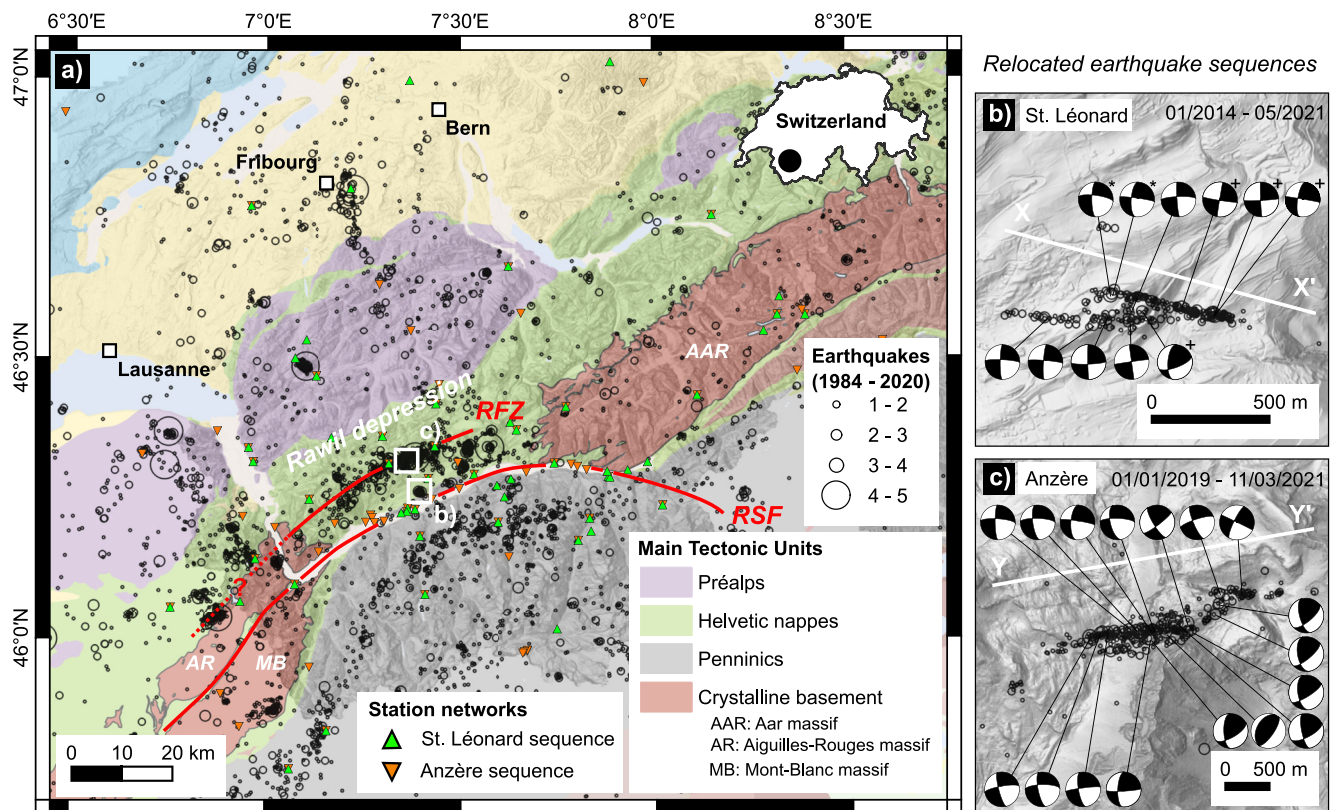 6°30'E 7°0'E 7°30'E 8°0'E 8°30'E
47°N
46°30'N
46°0'N
a)
Bern
Fribourg
Lausanne
Switzerland
AAR
Rawil depression
RFZ
c)
b)
RSF
?
AR
MB
Earthquakes
(1984 - 2020)
1 - 2
2 - 3
3 - 4
4 - 5
Main Tectonic Units
Préalps
Helvetic nappes
Penninics
Crystalline basement
AAR: Aar massif
AR: Aiguilles-Rouges massif
MB: Mont-Blanc massif
Station networks
St. Léonard sequence
Anzère sequence
0 10 20 km
Relocated earthquake sequences
b) St. Léonard 01/2014 - 05/2021
* * + + +
X
X'
+
0 500 m
c) Anzère 01/01/2019 - 11/03/2021
Y'
Y
0 500 m